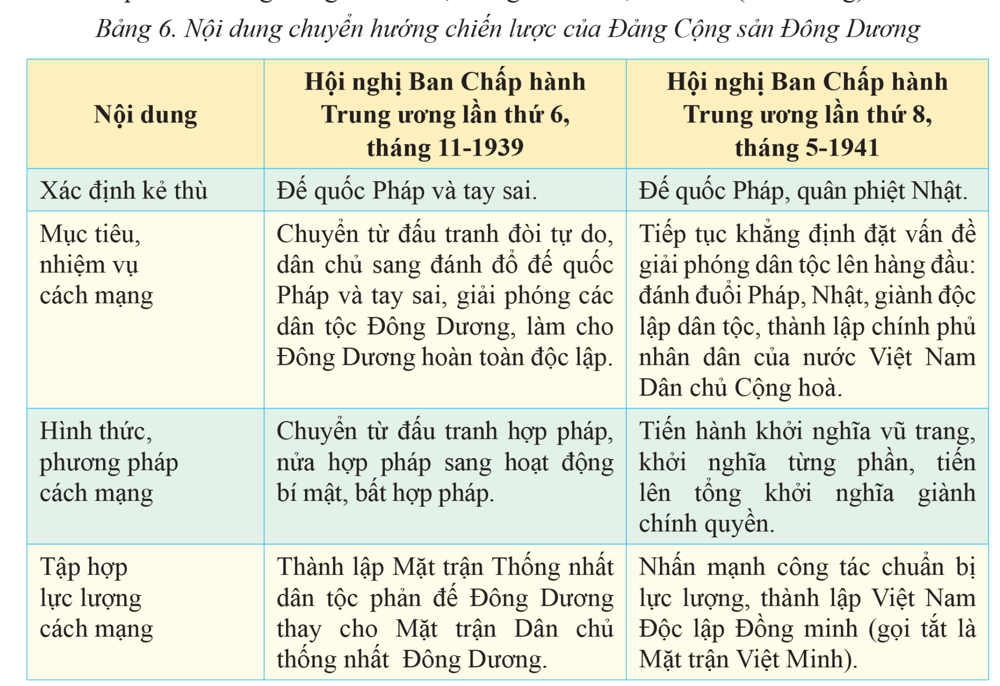 Bảng 6. Nội dung chuyển hướng chiến lược của Đảng Cộng sản Đông Dương
Nội dung
Hội nghị Ban Chấp hành
Trung ương lần thứ 6,
tháng 11-1939
Hội nghị Ban Chấp hành
Trung ương lần thứ 8,
tháng 5-1941
Xác định kẻ thù
Đế quốc Pháp và tay sai.
Đế quốc Pháp, quân phiệt Nhật.
Mục tiêu,
nhiệm vụ
cách mạng
Chuyển từ đấu tranh đòi tự do,
dân chủ sang đánh đổ đế quốc
Pháp và tay sai, giải phóng các
dân tộc Đông Dương, làm cho
Đông Dương hoàn toàn độc lập.
Tiếp tục khẳng định đặt vấn đề
giải phóng dân tộc lên hàng đầu:
đánh đuổi Pháp, Nhật, giành độc
lập dân tộc, thành lập chính phủ
nhân dân của nước Việt Nam
Dân chủ Cộng hoà.
Hình thức,
phương pháp
cách mạng
Chuyển từ đấu tranh hợp pháp,
nửa hợp pháp sang hoạt động
bí mật, bất hợp pháp.
Tiến hành khởi nghĩa vũ trang,
khởi nghĩa từng phần, tiến
lên tổng khởi nghĩa giành
chính quyền.
Tập hợp
lực lượng
cách mạng
Thành lập Mặt trận Thống nhất
dân tộc phản đế Đông Dương
thay cho Mặt trận Dân chủ
thống nhất Đông Dương.
Nhấn mạnh công tác chuẩn bị
lực lượng, thành lập Việt Nam
Độc lập Đồng minh (gọi tắt là
Mặt trận Việt Minh).